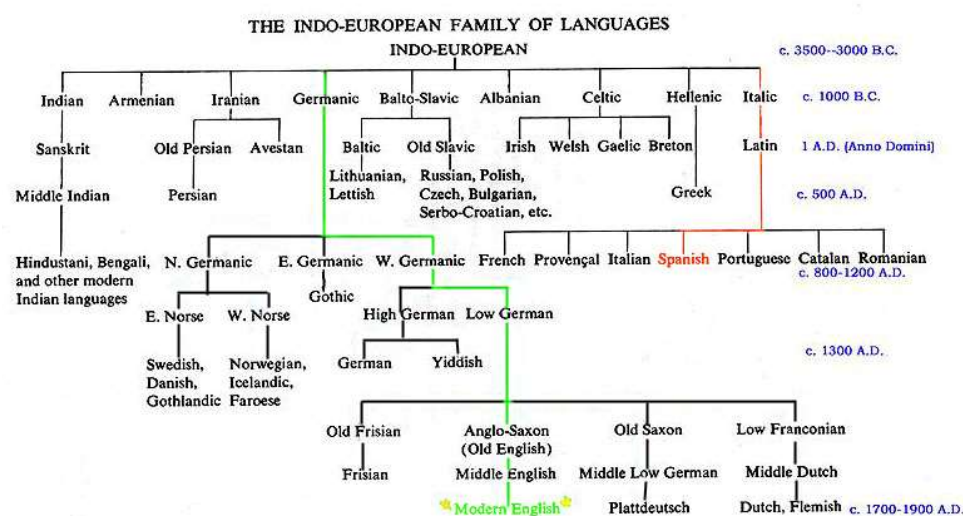 THE INDO-EUROPEAN FAMILY OF LANGUAGES
INDO-EUROPEAN
c. 3500--3000 B.C.
Indian Armenian Iranian Germanic Balto-Slavic Albanian Celtic Hellenic Italic c. 1000 B.C.
Sanskrit Old Persian Avestan Baltic Old Slavic Irish Welsh Gaelic Breton Latin 1 A.D. (Anno Domini)
Lithuanian, Russian, Polish,
Middle Indian Persian Lettish Czech, Bulgarian, Greek c. 500 A.D.
Serbo-Croatian, etc.
Hindustani, Bengali, N. Germanic E. Germanic W. Germanic French Provençal Italian Spanish Portuguese Catalan Romanian
and other modern c. 800-1200 A.D.
Indian languages Gothic
E. Norse W. Norse High German Low German
c. 1300 A.D.
Swedish, Norwegian, German Yiddish
Danish, Icelandic,
Gothlandic Faroese
Old Frisian Anglo-Saxon Old Saxon Low Franconian
(Old English)
Frisian Middle English Middle Low German Middle Dutch
*Modern English* Plattdeutsch Dutch, Flemish c. 1700-1900 A.D.